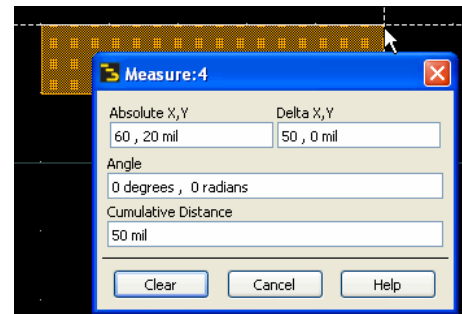 Measure:4
Absolute X,Y Delta X,Y
60 , 20 mil 50 , 0 mil
Angle
0 degrees , 0 radians
Cumulative Distance
50 mil
Clear Cancel Help